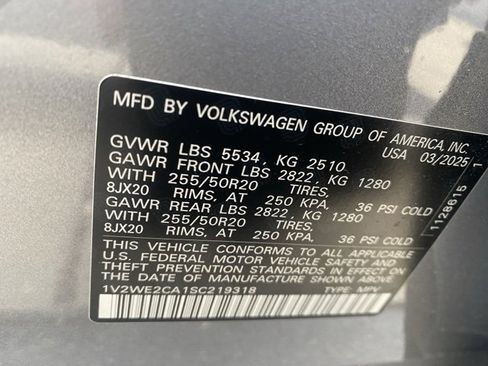 MFD BY VOLKSWAGEN GROUP OF AMERICA, INC.
USA 03/2025
GVWR LBS 5534, KG 2510
GAWR FRONT LBS 2822, KG 1280
WITH 255/50R20 TIRES,
8JX20 RIMS, AT 250 KPA, 36 PSI COLD
GAWR REAR LBS 2822, KG 1280
WITH 255/50R20 TIRES,
8JX20 RIMS, AT 250 KPA, 36 PSI COLD
THIS VEHICLE CONFORMS TO ALL APPLICABLE
U.S. FEDERAL MOTOR VEHICLE SAFETY AND
THEFT PREVENTION STANDARDS IN EFFECT ON
THE DATE OF MANUFACTURE SHOWN ABOVE.
1V2WE2CA1SC219318 TYPE: MPV
1128615 1